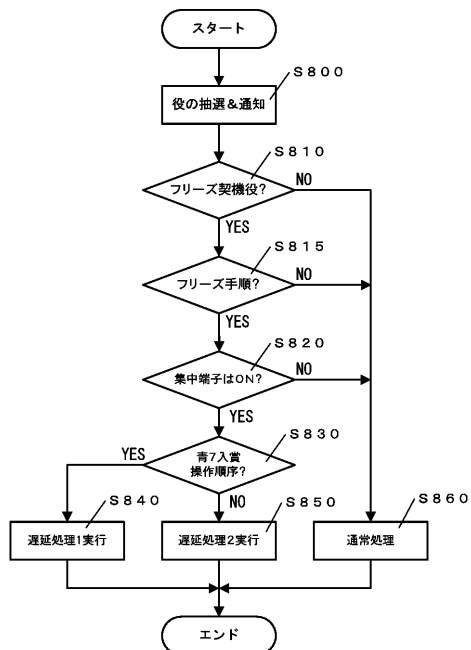 スタート
S800
役の抽選&通知
S810
フリーズ契機役?
NO
YES
S815
フリーズ手順?
NO
YES
S820
集中端子はON?
NO
YES
S830
青7入賞
操作順序?
YES
NO
S840
遅延処理1実行
S850
遅延処理2実行
S860
通常処理
エンド